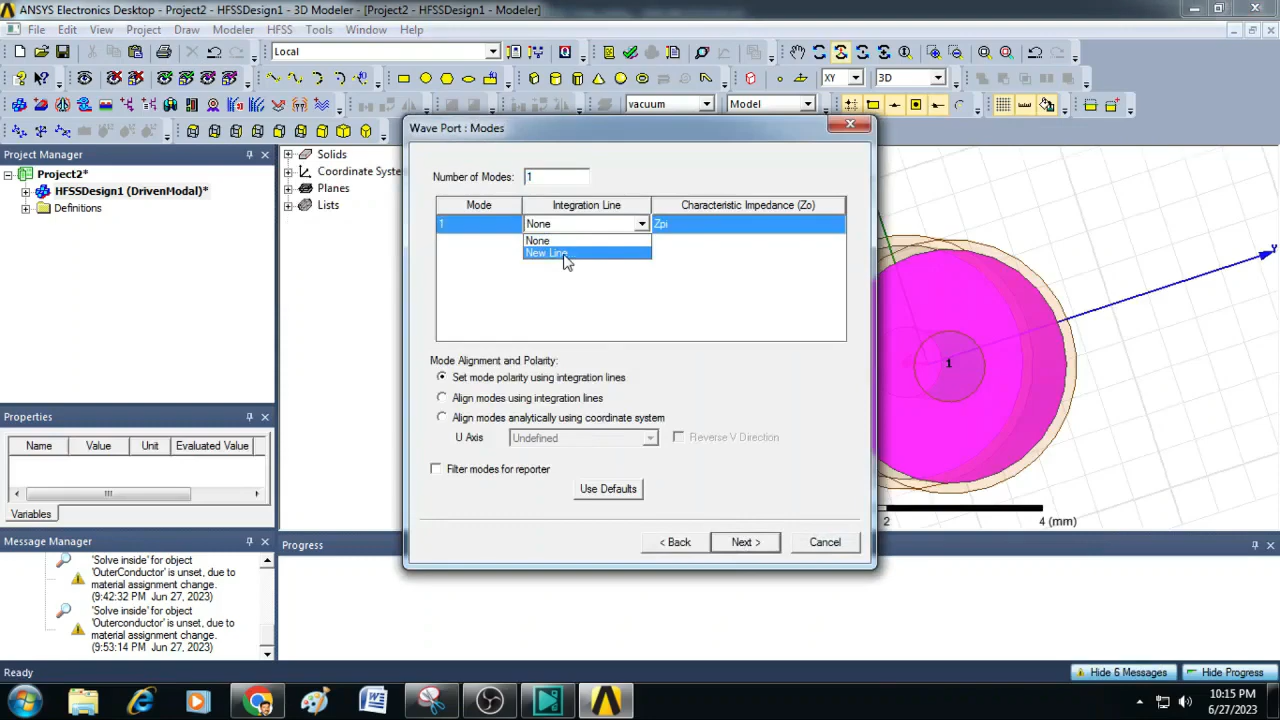 ANSYS Electronics Desktop - Project2 - HFSSDesign1 - 3D Modeler - [Project2 - HFSSDesign1 - Modeler]
File Edit View Project Draw Modeler HFSS Tools Window Help
Local
XY 3D
vacuum Model
Project Manager
Project2*
HFSSDesign1 (DrivenModal)*
Definitions
Solids
Coordinate Syste
Planes
Lists
Wave Port : Modes
Number of Modes: 1
Mode Integration Line Characteristic Impedance (Zo)
1 None Zpi
None
New Line...
Mode Alignment and Polarity:
Set mode polarity using integration lines
Align modes using integration lines
Align modes analytically using coordinate system
U Axis Undefined Reverse V Direction
Filter modes for reporter
Use Defaults
< Back Next > Cancel
Y
1
2 4 (mm)
Properties
Name Value Unit Evaluated Value
Variables
Message Manager
'Solve inside' for object
'OuterConductor' is unset, due to
material assignment change.
(9:42:32 PM Jun 27, 2023)
'Solve inside' for object
'Outerconductor' is unset, due to
material assignment change.
(9:53:14 PM Jun 27, 2023)
Progress
Ready
Hide 6 Messages Hide Progress
10:15 PM
6/27/2023